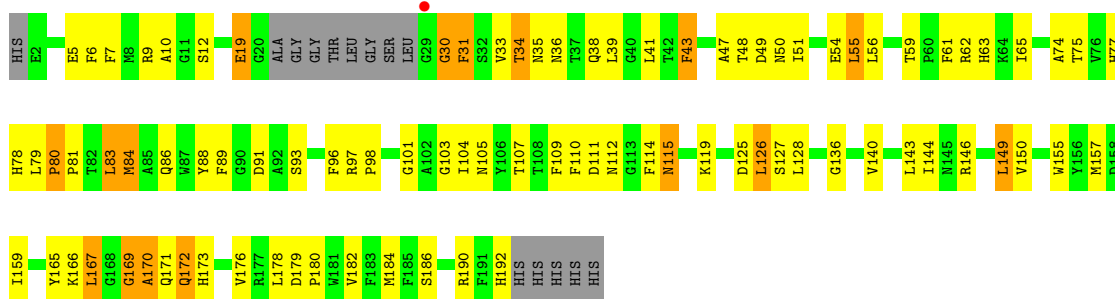 HIS E2 E5 F6 F7 M8 R9 A10 G11 S12 E19 G20 ALA GLY GLY THR LEU GLY SER LEU G29 G30 F31 S32 V33 T34 N35 N36 T37 Q38 L39 G40 L41 T42 F43 A47 T48 D49 N50 I51 E54 L55 L56 T59 P60 F61 R62 H63 K64 I65 A74 T75 V76 H77
H78 L79 P80 P81 T82 L83 M84 A85 Q86 W87 Y88 F89 G90 D91 A92 S93 F96 R97 P98 G101 A102 G103 I104 N105 Y106 T107 T108 F109 F110 D111 N112 G113 F114 N115 K119 D125 L126 S127 L128 G136 V140 L143 I144 N145 R146 L149 V150 W155 Y156 M157 D158
I159 Y165 K166 L167 G168 G169 A170 Q171 Q172 H173 V176 R177 L178 D179 P180 W181 V182 F183 M184 F185 S186 R190 F191 H192 HIS HIS HIS HIS HIS